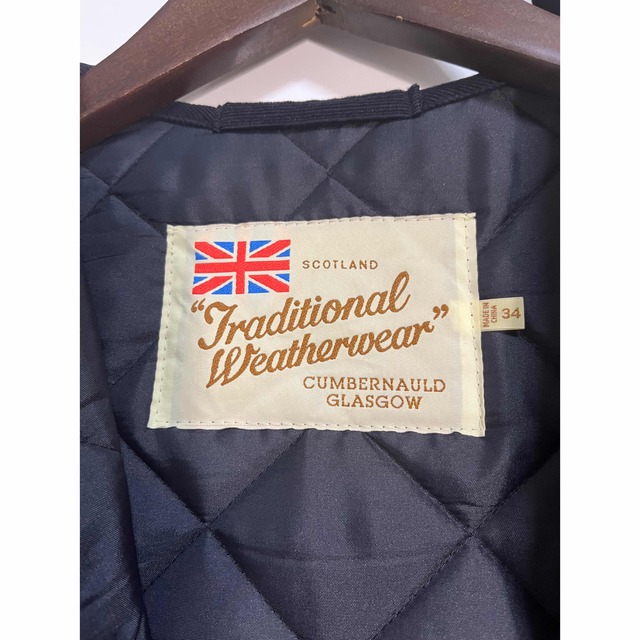 SCOTLAND
"Traditional
Weatherwear"
CUMBERNAULD
GLASGOW
MADE IN
CHINA
34